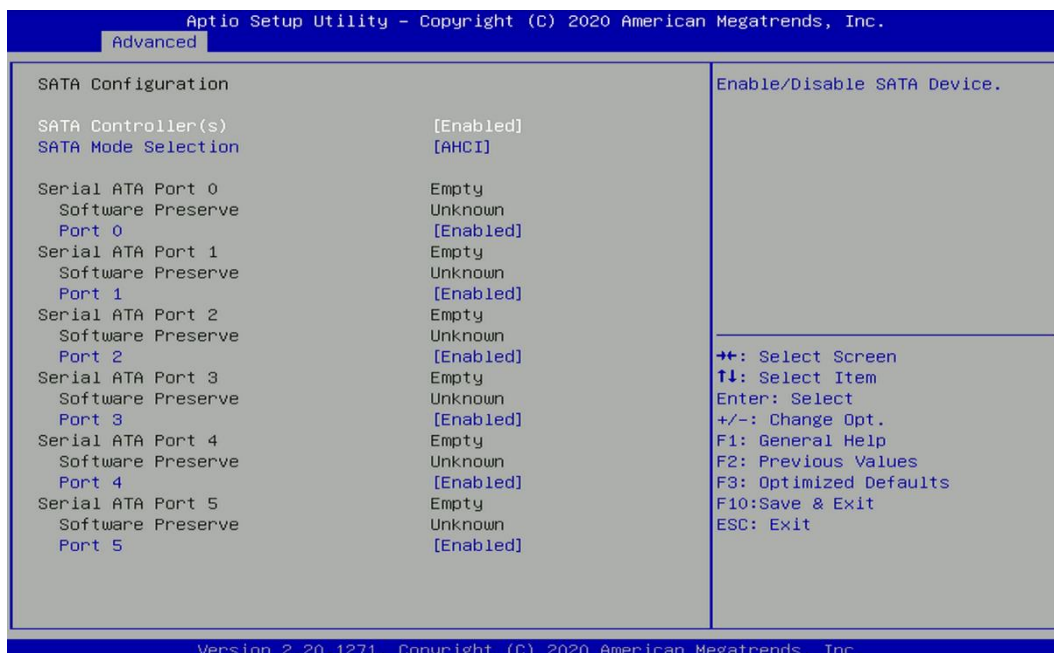 Aptio Setup Utility – Copyright (C) 2020 American Megatrends, Inc.
Advanced
SATA Configuration
SATA Controller(s) [Enabled]
SATA Mode Selection [AHCI]
Serial ATA Port 0 Empty
Software Preserve Unknown
Port 0 [Enabled]
Serial ATA Port 1 Empty
Software Preserve Unknown
Port 1 [Enabled]
Serial ATA Port 2 Empty
Software Preserve Unknown
Port 2 [Enabled]
Serial ATA Port 3 Empty
Software Preserve Unknown
Port 3 [Enabled]
Serial ATA Port 4 Empty
Software Preserve Unknown
Port 4 [Enabled]
Serial ATA Port 5 Empty
Software Preserve Unknown
Port 5 [Enabled]
Enable/Disable SATA Device.
→←: Select Screen
↑↓: Select Item
Enter: Select
+/-: Change Opt.
F1: General Help
F2: Previous Values
F3: Optimized Defaults
F10:Save & Exit
ESC: Exit
Version 2.20.1271. Copyright (C) 2020 American Megatrends, Inc.